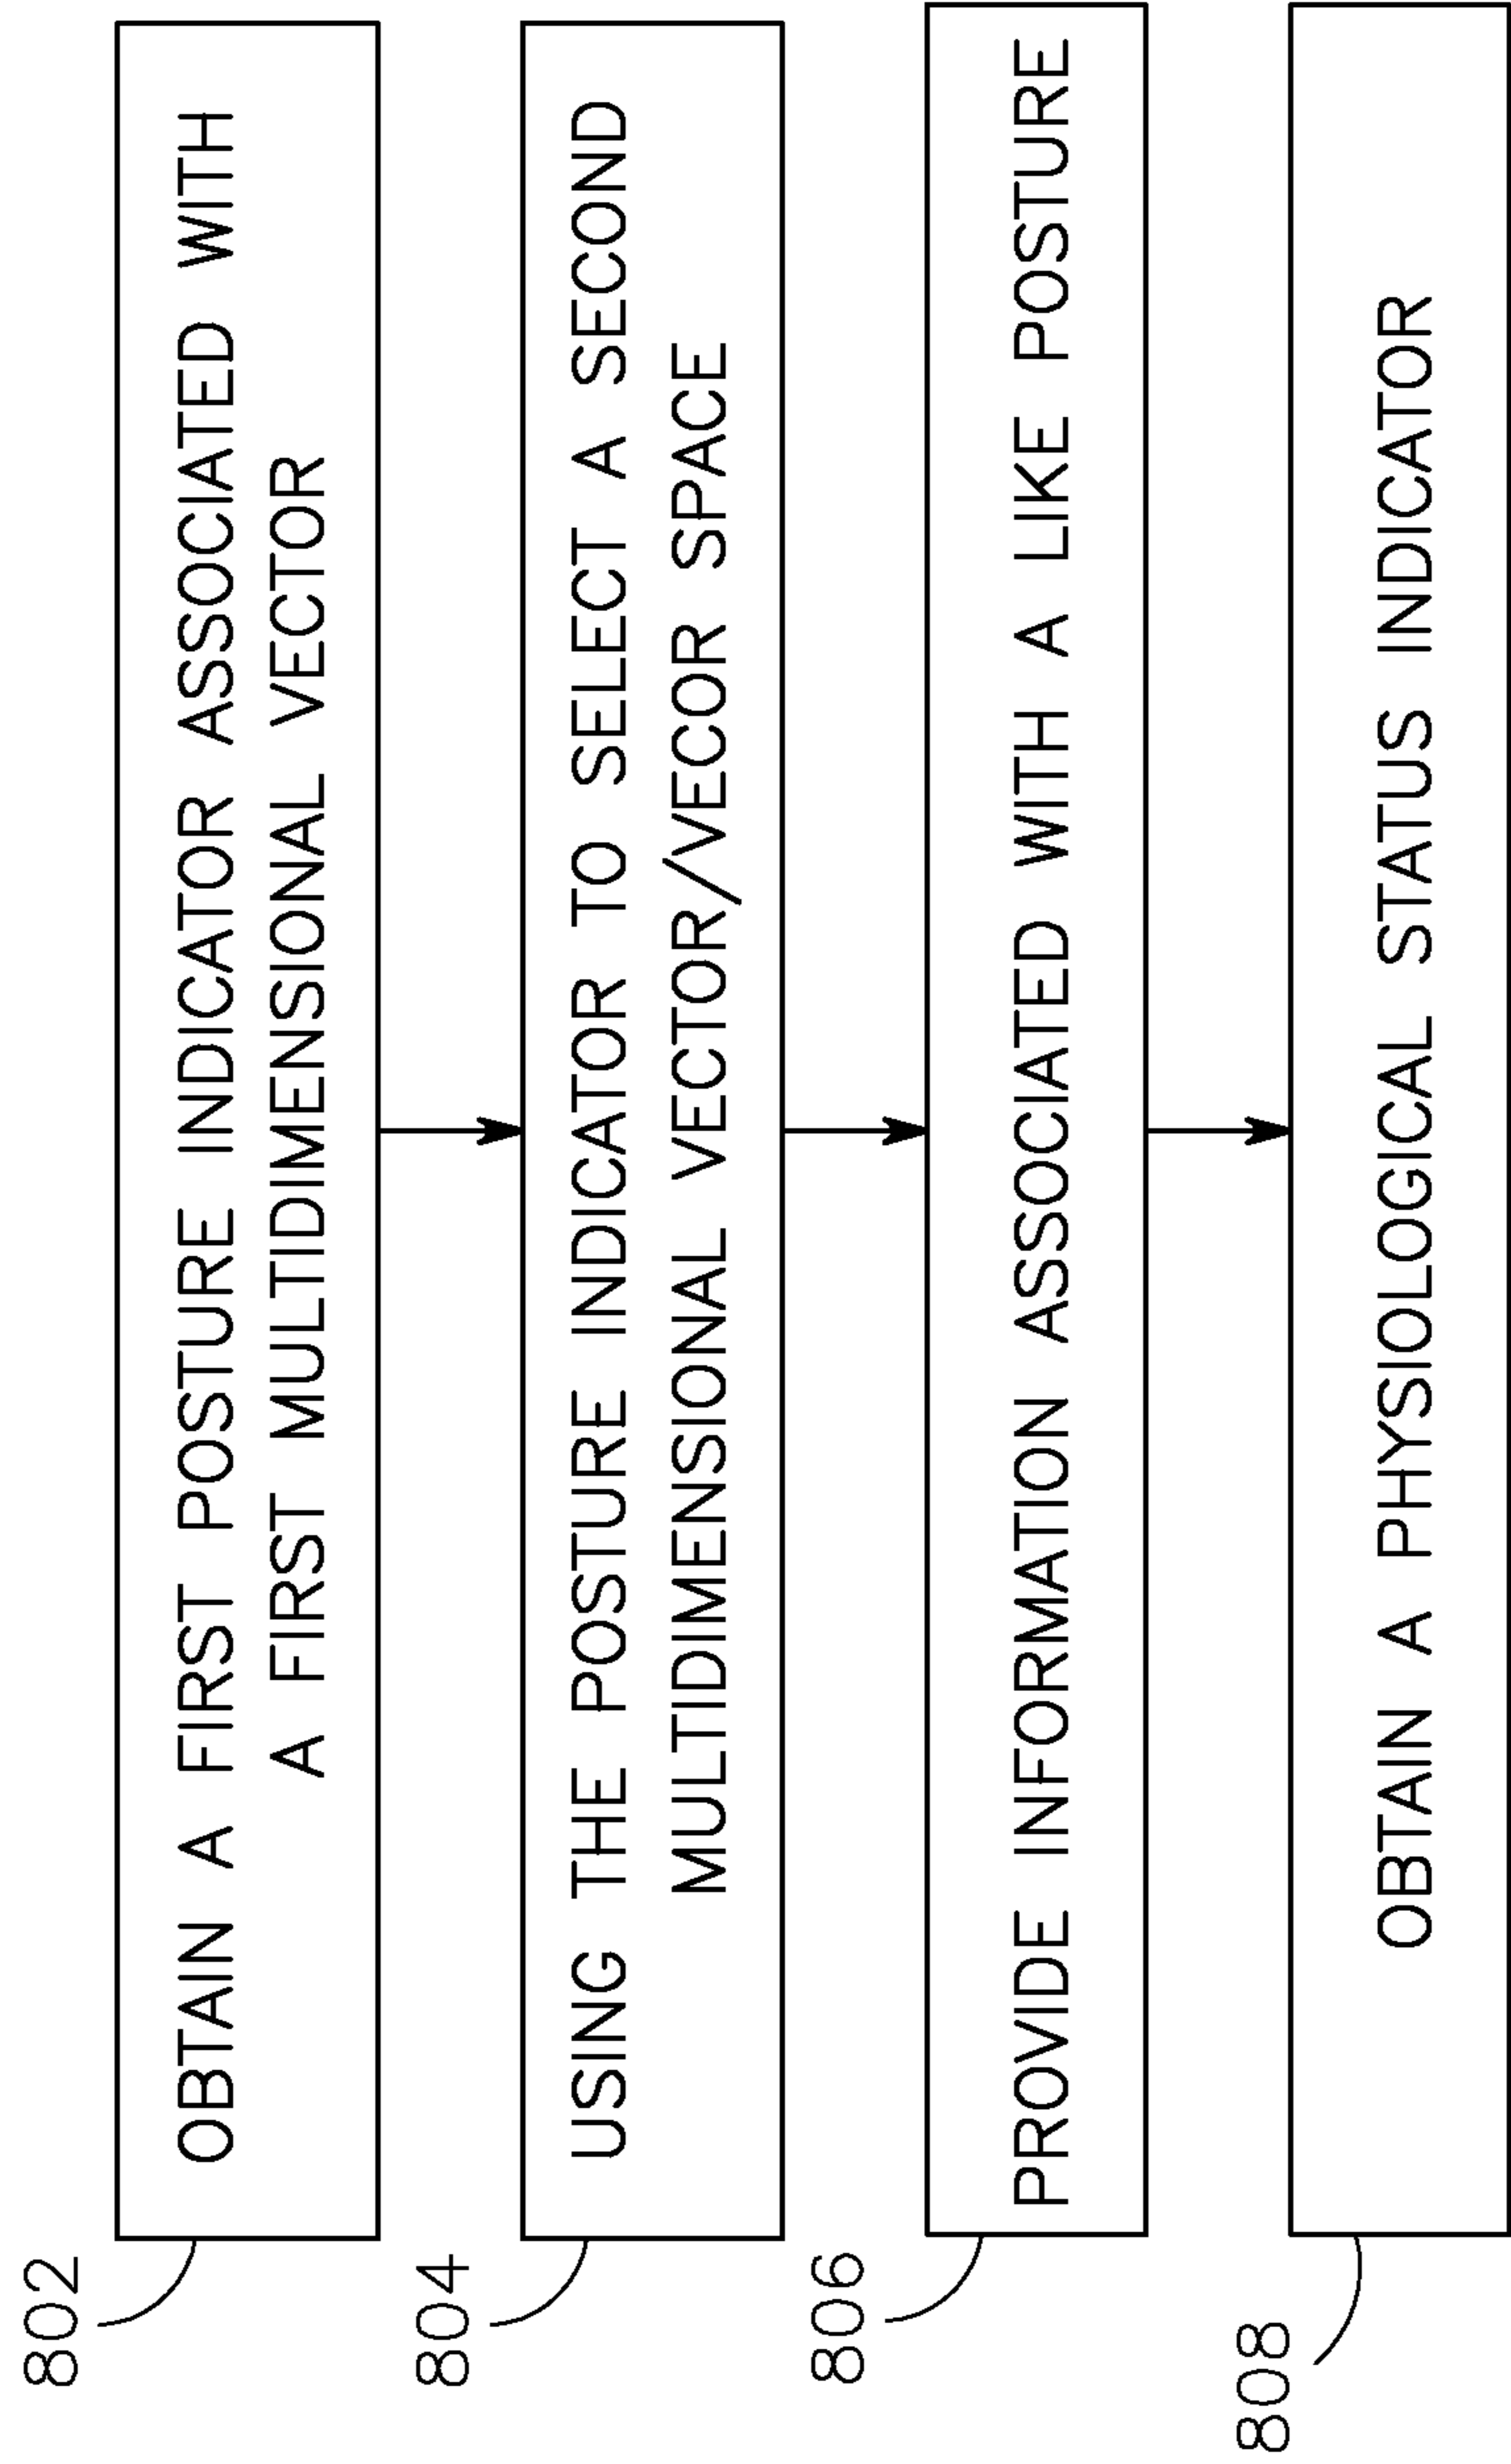 802
OBTAIN A FIRST POSTURE INDICATOR ASSOCIATED WITH
A FIRST MULTIDIMENSIONAL VECTOR
804
USING THE POSTURE INDICATOR TO SELECT A SECOND
MULTIDIMENSIONAL VECTOR/VECOR SPACE
806
PROVIDE INFORMATION ASSOCIATED WITH A LIKE POSTURE
808
OBTAIN A PHYSIOLOGICAL STATUS INDICATOR